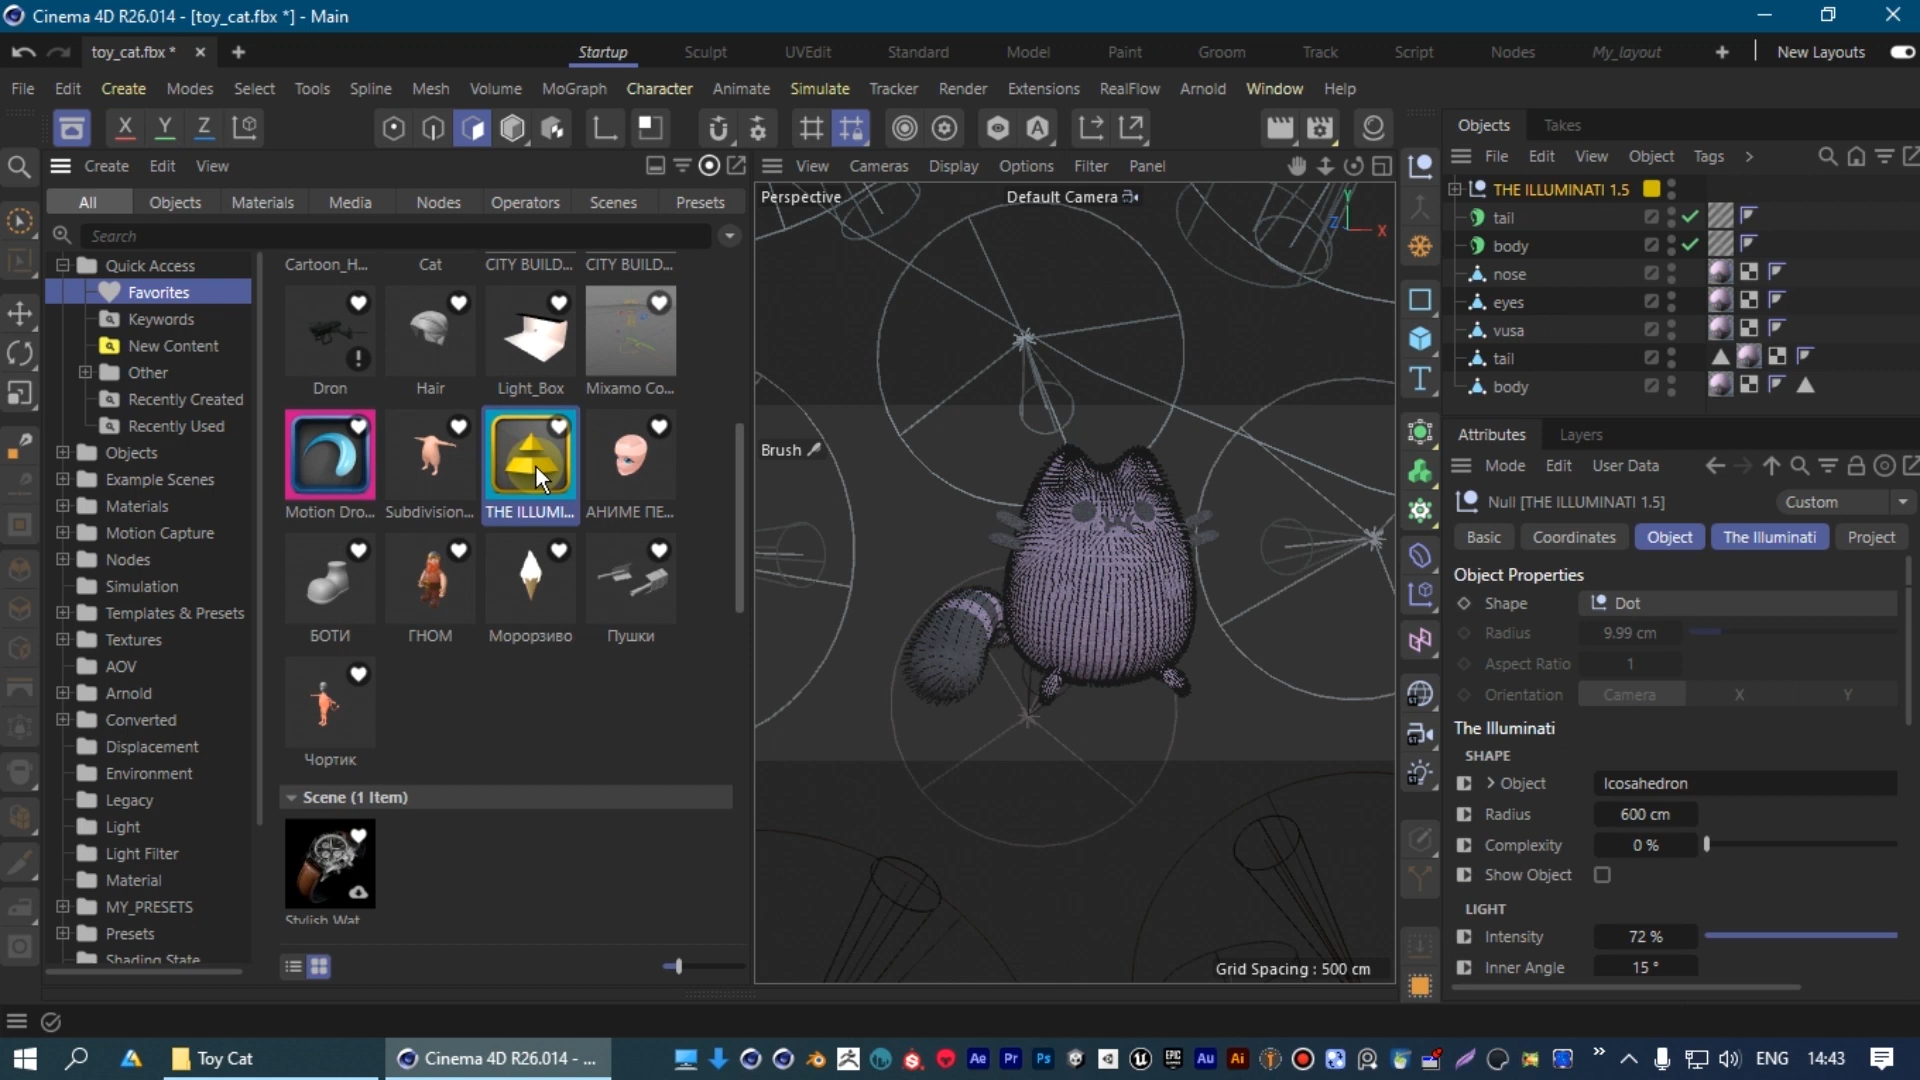 Cinema 4D R26.014 - [toy_cat.fbx *] - Main
toy_cat.fbx *
Startup Sculpt UVEdit Standard Model Paint Groom Track Script Nodes My_layout New Layouts
File Edit Create Modes Select Tools Spline Mesh Volume MoGraph Character Animate Simulate Tracker Render Extensions RealFlow Arnold Window Help
X Y Z
Objects Takes
Create Edit View
View Cameras Display Options Filter Panel
File Edit View Object Tags
All Objects Materials Media Nodes Operators Scenes Presets
Search
Perspective
Default Camera
Y
Z
X
THE ILLUMINATI 1.5
tail
body
nose
eyes
vusa
tail
body
Quick Access
Favorites
Keywords
New Content
Other
Recently Created
Recently Used
Objects
Example Scenes
Materials
Motion Capture
Nodes
Simulation
Templates & Presets
Textures
AOV
Arnold
Converted
Displacement
Environment
Legacy
Light
Light Filter
Material
MY_PRESETS
Presets
Shading State
Cartoon_H... Cat CITY BUILD... CITY BUILD...
Dron Hair Light_Box Mixamo Co...
Motion Dro... Subdivision... THE ILLUMI... АНИМЕ ПЕ...
БОТИ ГНОМ Морорзиво Пушки
Чортик
Scene (1 Item)
Stylish Wat
Brush
Grid Spacing : 500 cm
Attributes Layers
Mode Edit User Data
Null [THE ILLUMINATI 1.5]
Custom
Basic Coordinates Object The Illuminati Project
Object Properties
Shape Dot
Radius 9.99 cm
Aspect Ratio 1
Orientation Camera X Y
The Illuminati
SHAPE
Object Icosahedron
Radius 600 cm
Complexity 0 %
Show Object
LIGHT
Intensity 72 %
Inner Angle 15 °
Toy Cat
Cinema 4D R26.014 - ...
Ae Pr Ps
EPIC
Au Ai
ENG 14:43